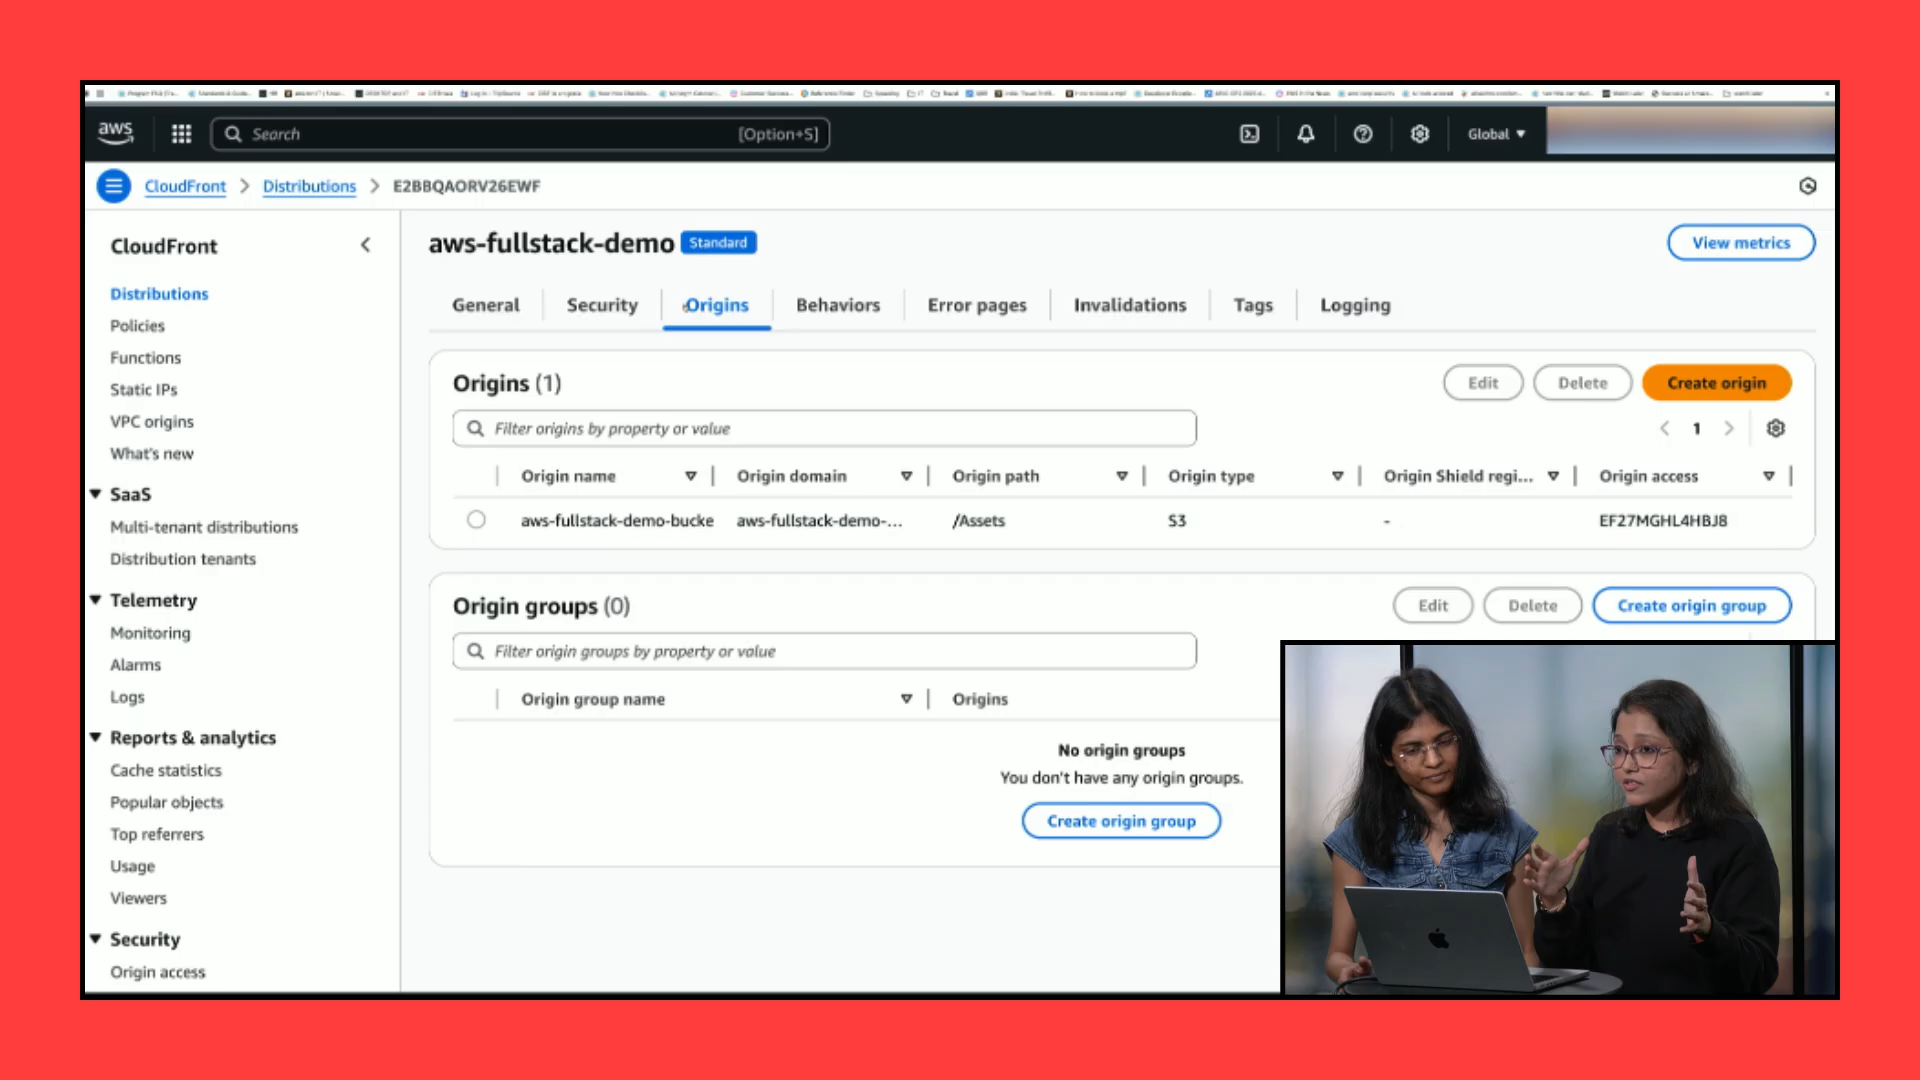 aws
Search
[Option+S]
Global
CloudFront
Distributions
E2BBQAORV26EWF
CloudFront
Distributions
Policies
Functions
Static IPs
VPC origins
What's new
SaaS
Multi-tenant distributions
Distribution tenants
Telemetry
Monitoring
Alarms
Logs
Reports & analytics
Cache statistics
Popular objects
Top referrers
Usage
Viewers
Security
Origin access
aws-fullstack-demo Standard
View metrics
General Security Origins Behaviors Error pages Invalidations Tags Logging
Origins (1)
Edit Delete Create origin
Filter origins by property or value
1
Origin name Origin domain Origin path Origin type Origin Shield regi... Origin access
aws-fullstack-demo-bucke aws-fullstack-demo-... /Assets S3 - EF27MGHL4HBJ8
Origin groups (0)
Edit Delete Create origin group
Filter origin groups by property or value
Origin group name Origins
No origin groups
You don't have any origin groups.
Create origin group